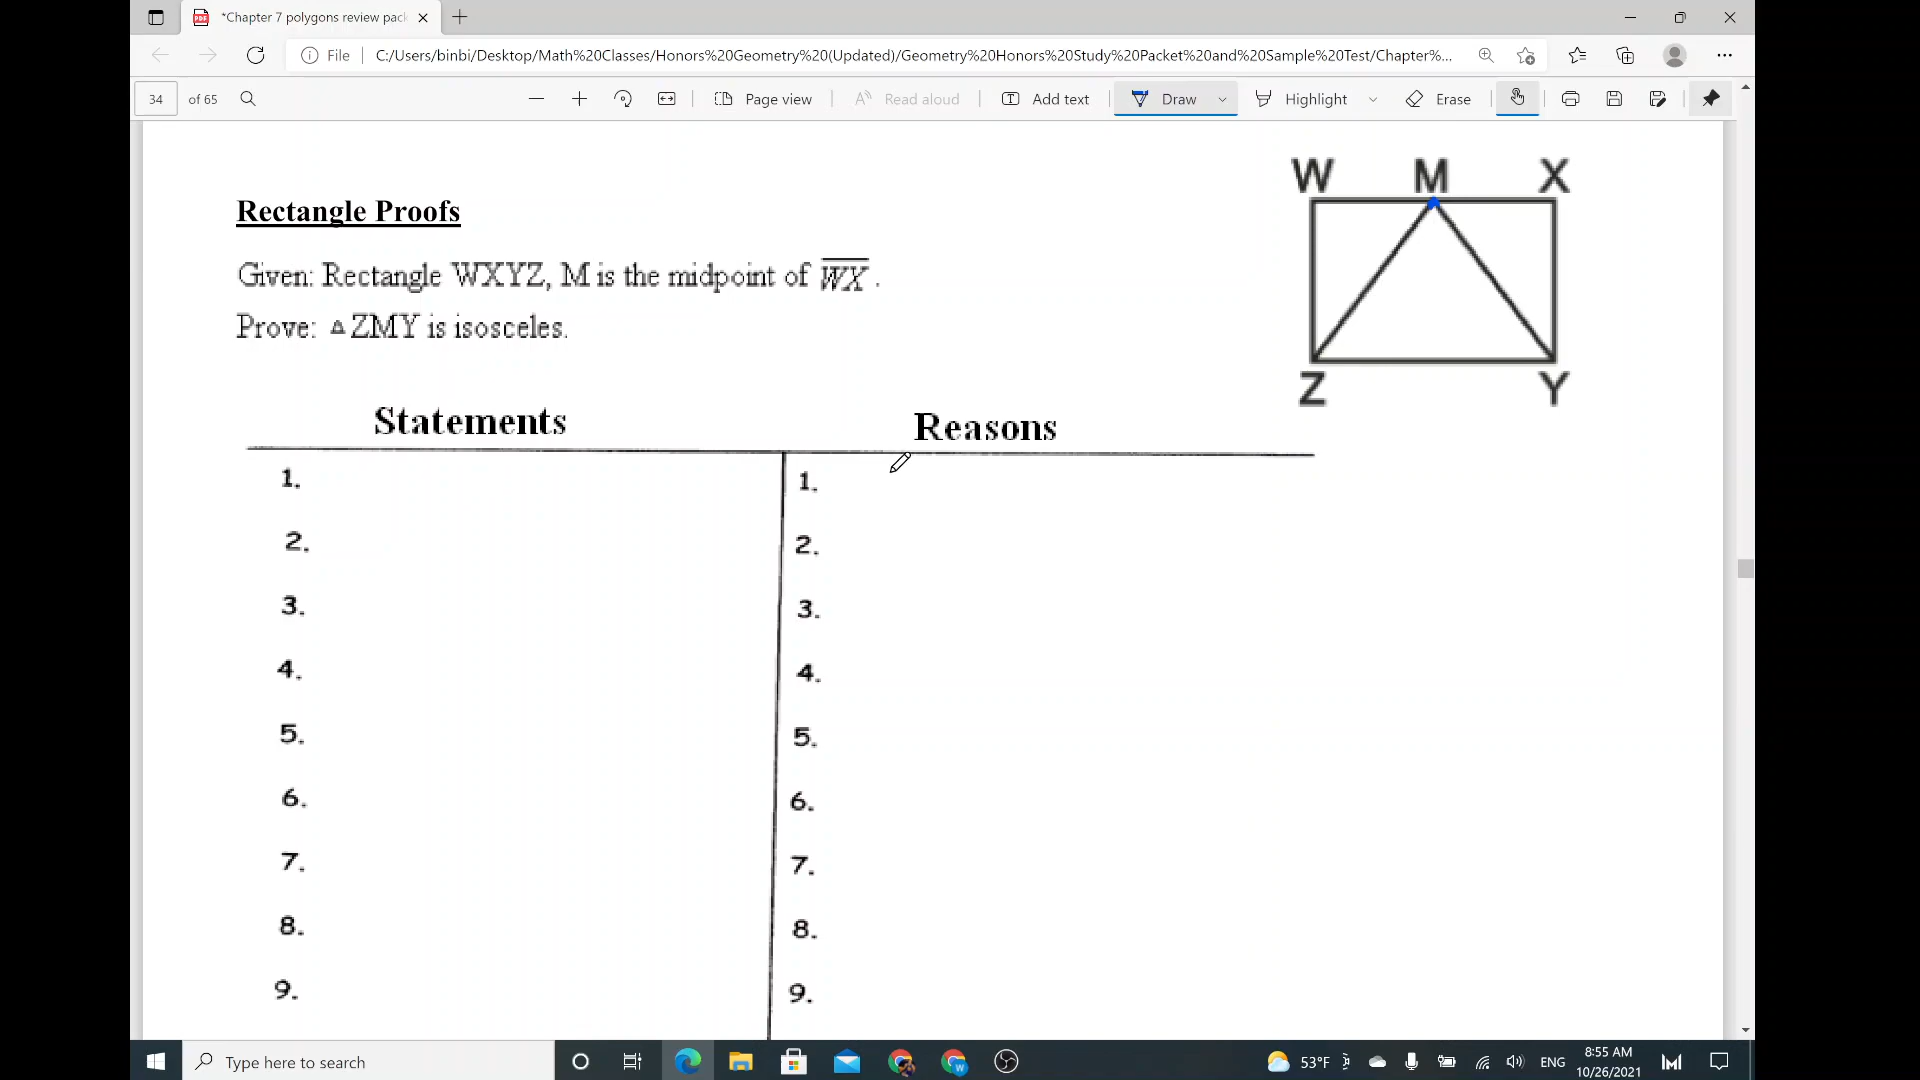 *Chapter 7 polygons review pack
File C:/Users/binbi/Desktop/Math%20Classes/Honors%20Geometry%20(Updated)/Geometry%20Honors%20Study%20Packet%20and%20Sample%20Test/Chapter%...
34 of 65 Page view Read aloud Add text Draw Highlight Erase
W M X
Rectangle Proofs
Given: Rectangle WXYZ, M is the midpoint of WX.
Prove: ▵ZMY is isosceles.
Z Y
Statements Reasons
1. 1.
2. 2.
3. 3.
4. 4.
5. 5.
6. 6.
7. 7.
8. 8.
9. 9.
Type here to search 53°F ENG 8:55 AM
10/26/2021